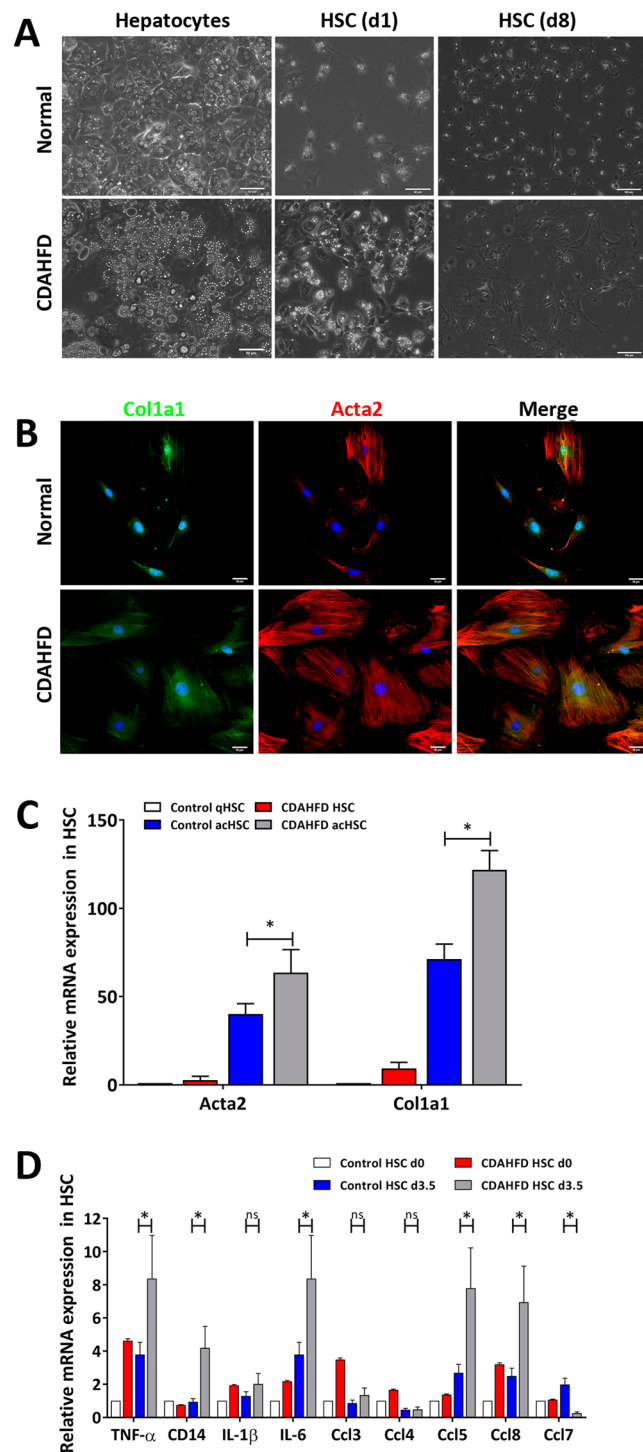 A
Hepatocytes HSC (d1) HSC (d8)
Normal
CDAHFD
B
Col1a1 Acta2 Merge
Normal
CDAHFD
C
Control qHSC CDAHFD HSC
Control acHSC CDAHFD acHSC
Relative mRNA expression in HSC
150
100
50
0
*
*
Acta2 Col1a1
D
Control HSC d0 CDAHFD HSC d0
Control HSC d3.5 CDAHFD HSC d3.5
Relative mRNA expression in HSC
12
10
8
6
4
2
0
* * ns * ns ns * * *
TNF-α CD14 IL-1β IL-6 Ccl3 Ccl4 Ccl5 Ccl8 Ccl7